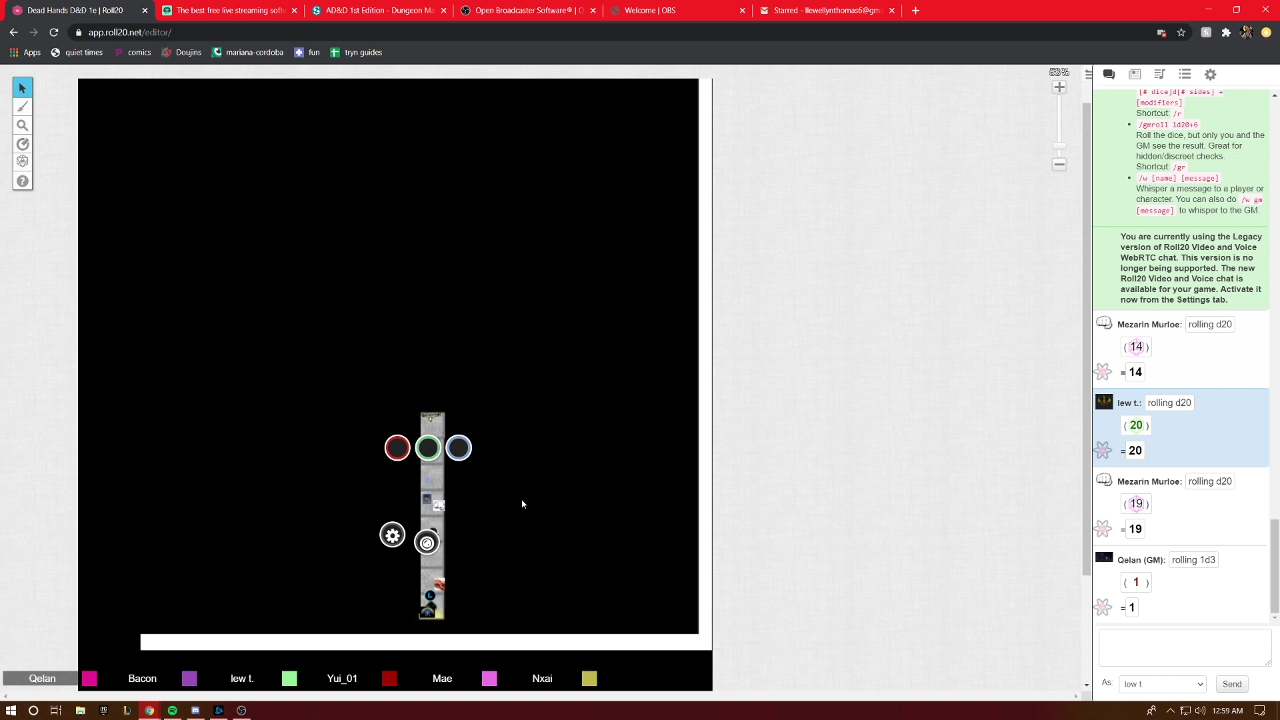 Dead Hands D&D 1e | Roll20
The best free live streaming softw
AD&D 1st Edition - Dungeon Ma
Open Broadcaster Software® | O
Welcome | OBS
Starred - llewellynthomas6@gm
app.roll20.net/editor/
Apps
quiet times
comics
Doujins
mariana-cordoba
fun
tryn guides
[# dice]d[# sides] +
[modifiers]
Shortcut: /r
/gmroll 1d20+6
Roll the dice, but only you and the
GM see the result. Great for
hidden/discreet checks.
Shortcut: /gr
/w [name] [message]
Whisper a message to a player or
character. You can also do /w gm
[message] to whisper to the GM.
You are currently using the Legacy
version of Roll20 Video and Voice
WebRTC chat. This version is no
longer being supported. The new
Roll20 Video and Voice chat is
available for your game. Activate it
now from the Settings tab.
Mezarin Murloe: rolling d20
(14)
=14
lew t.: rolling d20
(20)
=20
Mezarin Murloe: rolling d20
(19)
=19
Qelan (GM): rolling 1d3
(1)
=1
L
Qelan
Bacon
lew t.
Yui_01
Mae
Nxai
As:
lew t
Send
12:59 AM